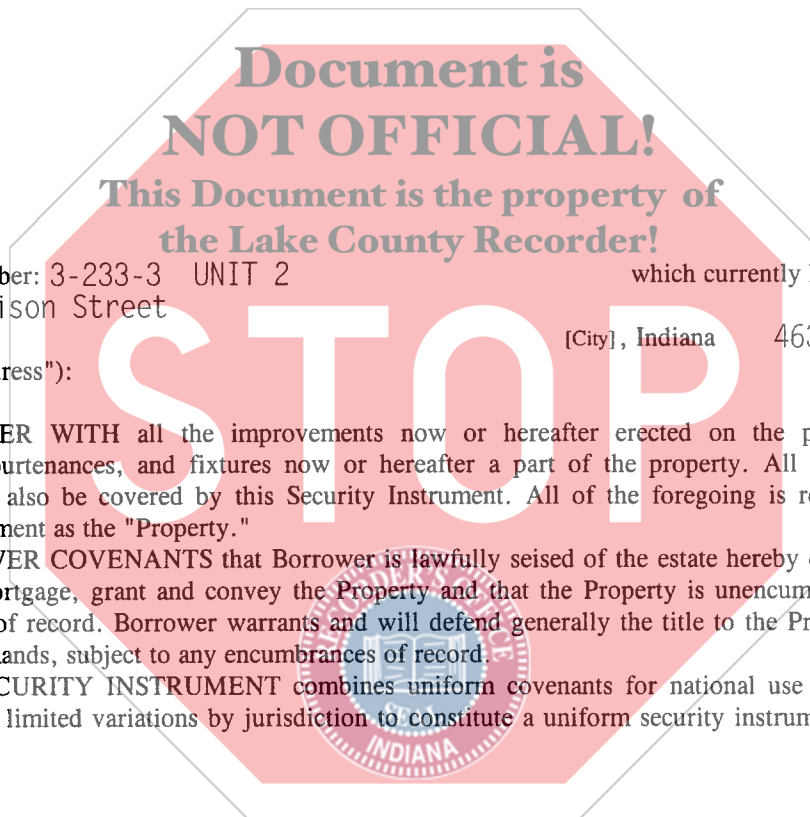 Document is
NOT OFFICIAL!
This Document is the property of
the Lake County Recorder!
ber: 3-233-3 UNIT 2 which currently
ison Street
[City], Indiana 463
ress"):
STOP
ER WITH all the improvements now or hereafter erected on the p
purtenances, and fixtures now or hereafter a part of the property. All
also be covered by this Security Instrument. All of the foregoing is re
ment as the "Property."
VER COVENANTS that Borrower is lawfully seised of the estate hereby
ortgage, grant and convey the Property and that the Property is unencum
of record. Borrower warrants and will defend generally the title to the Pr
ands, subject to any encumbrances of record.
CURITY INSTRUMENT combines uniform covenants for national use
limited variations by jurisdiction to constitute a uniform security instrum
RECORDER'S OFFICE
SEAL
INDIANA